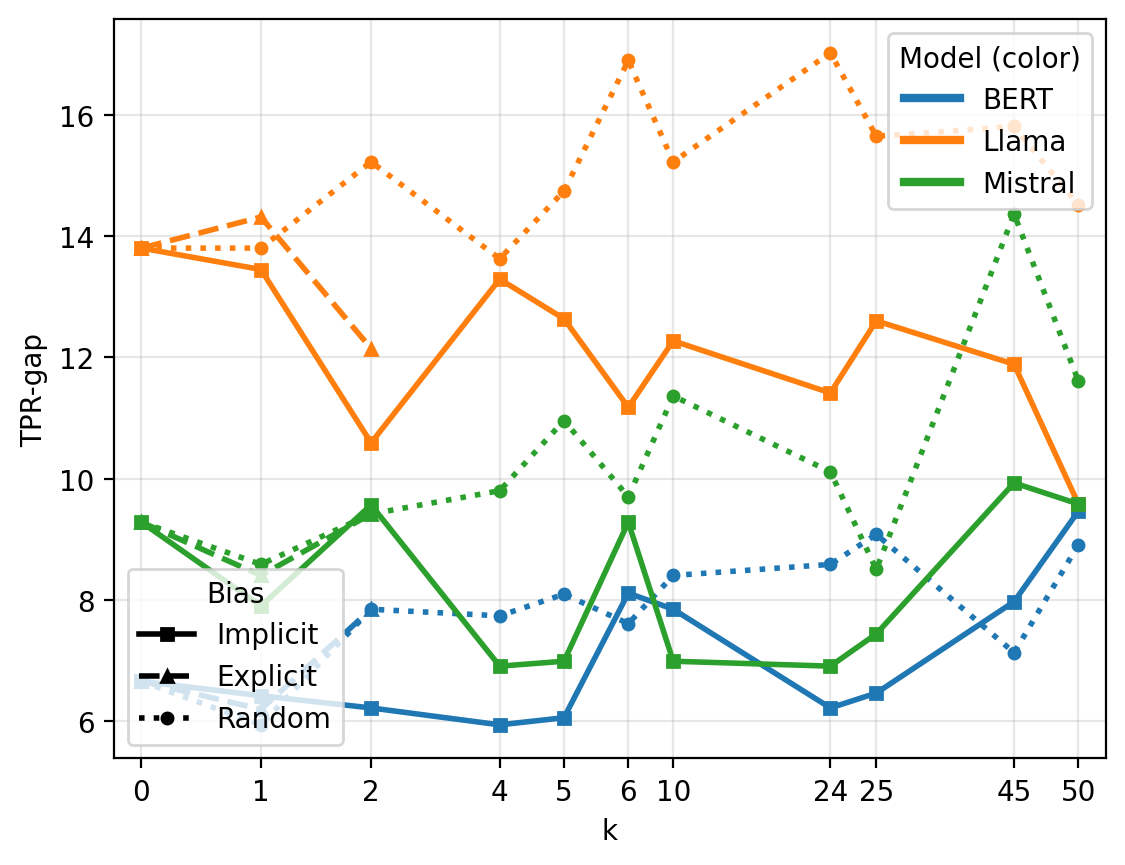 Model (color)
BERT
Llama
Mistral
16
14
12
10
8
6
TPR-gap
Bias
Implicit
Explicit
Random
0 1 2 4 5 6 10 24 25 45 50
k